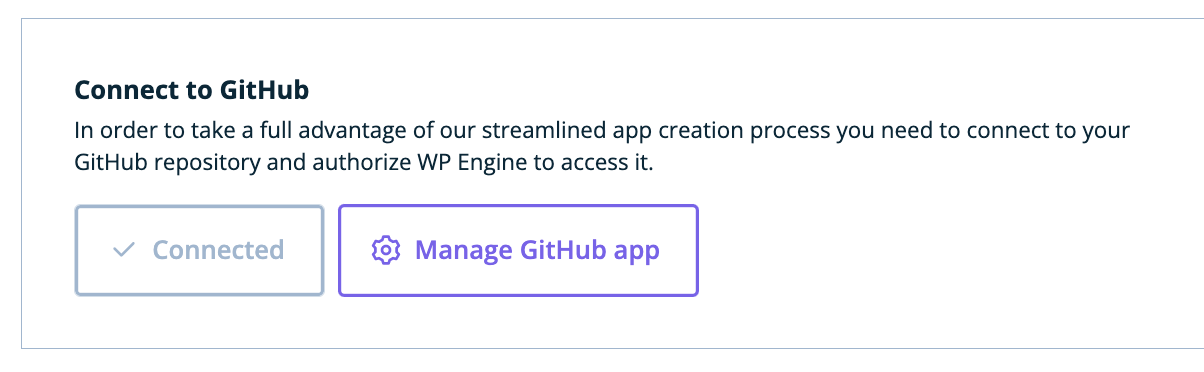 Connect to GitHub
In order to take a full advantage of our streamlined app creation process you need to connect to your
GitHub repository and authorize WP Engine to access it.
Connected
Manage GitHub app